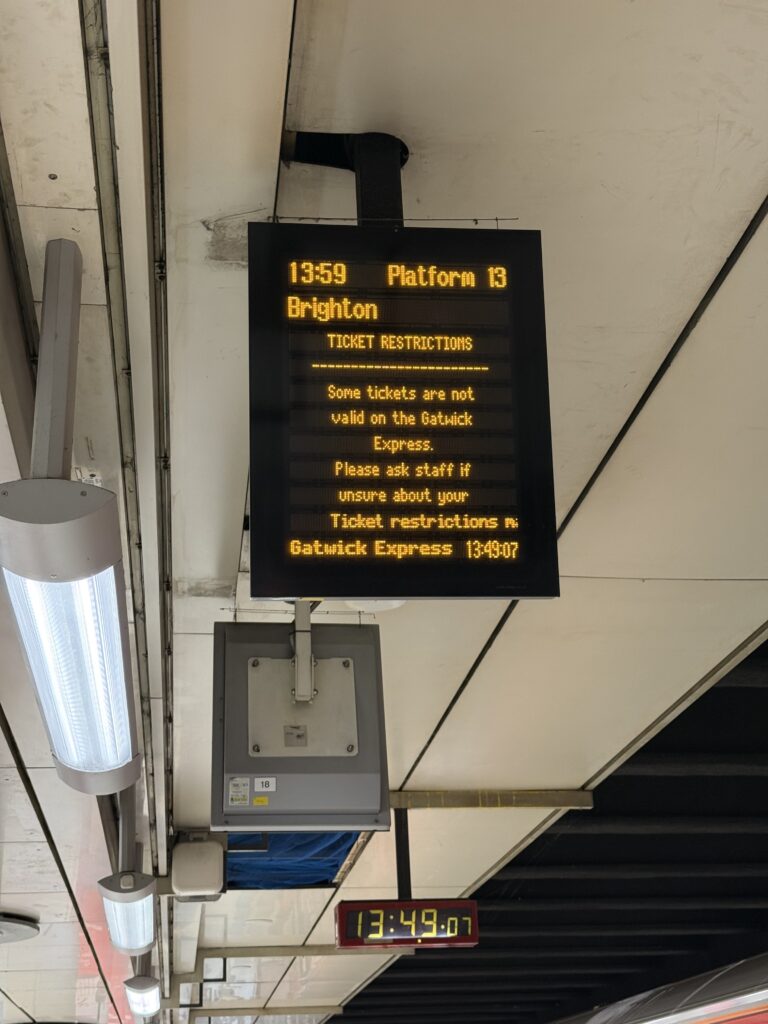 13:59 Platform 13
Brighton
TICKET RESTRICTIONS
-----------------------
Some tickets are not
valid on the Gatwick
Express.
Please ask staff if
unsure about your
Ticket restrictions m
Gatwick Express 13:49:07
18
13:49:07